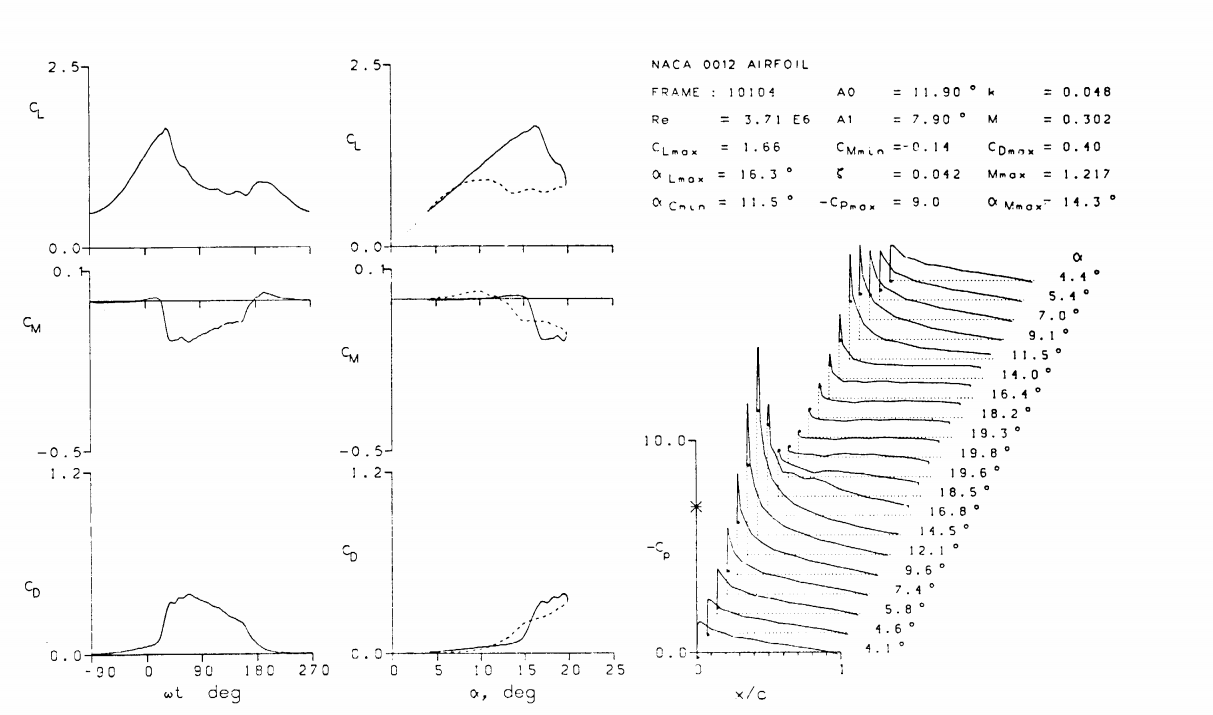 NACA 0012 AIRFOIL
FRAME : 10104 A0 = 11.90 ° k = 0.048
Re = 3.71 E6 A1 = 7.90 ° M = 0.302
CLmax = 1.66 CMmin =-0.14 CDmax = 0.40
α Lmax = 16.3 ° ζ = 0.042 Mmax = 1.217
α Cmin = 11.5 ° -CPmax = 9.0 α Mmax= 14.3 °
2.5
CL
0.0
2.5
CL
0.0
0.1
CM
-0.5
0.1
CM
-0.5
1.2
CD
0.0
-90 0 90 180 270
ωt deg
1.2
CD
0.0
0 5 10 15 20 25
α, deg
α
4.4 °
5.4 °
7.0 °
9.1 °
11.5 °
14.0 °
16.4 °
18.2 °
19.3 °
19.8 °
19.6 °
18.5 °
16.8 °
14.5 °
12.1 °
9.6 °
7.4 °
5.8 °
4.6 °
4.1 °
10.0
-Cp
0.0
0 1
x/c